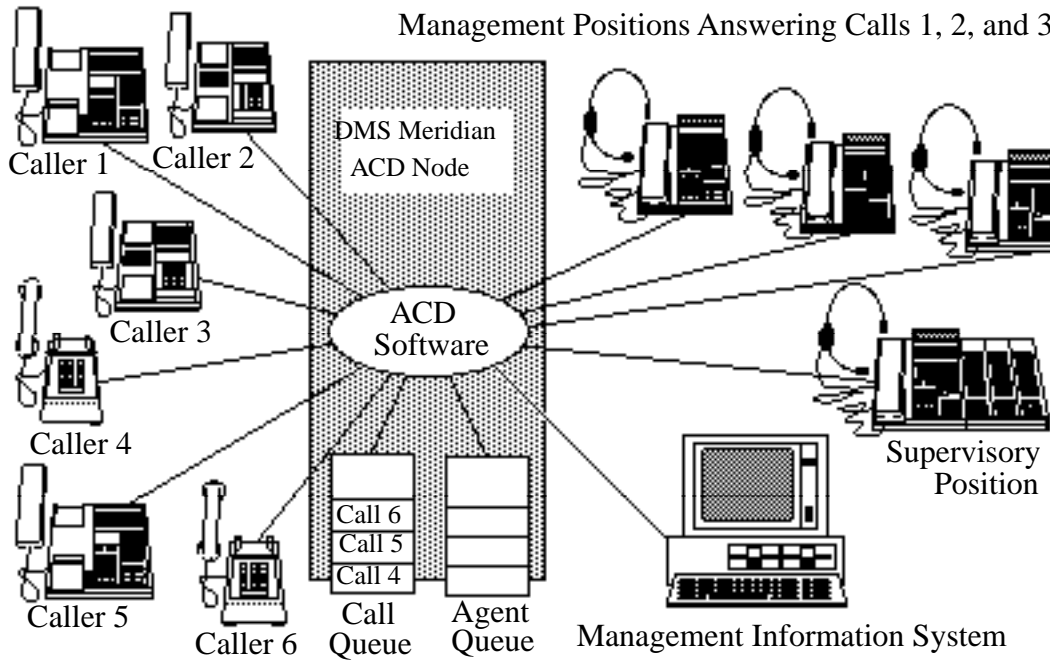 Management Positions Answering Calls 1, 2, and 3
DMS Meridian
ACD Node
Caller 1
Caller 2
Caller 3
ACD
Software
Caller 4
Supervisory
Position
Call 6
Call 5
Call 4
Caller 5
Caller 6
Call
Queue
Agent
Queue
Management Information System